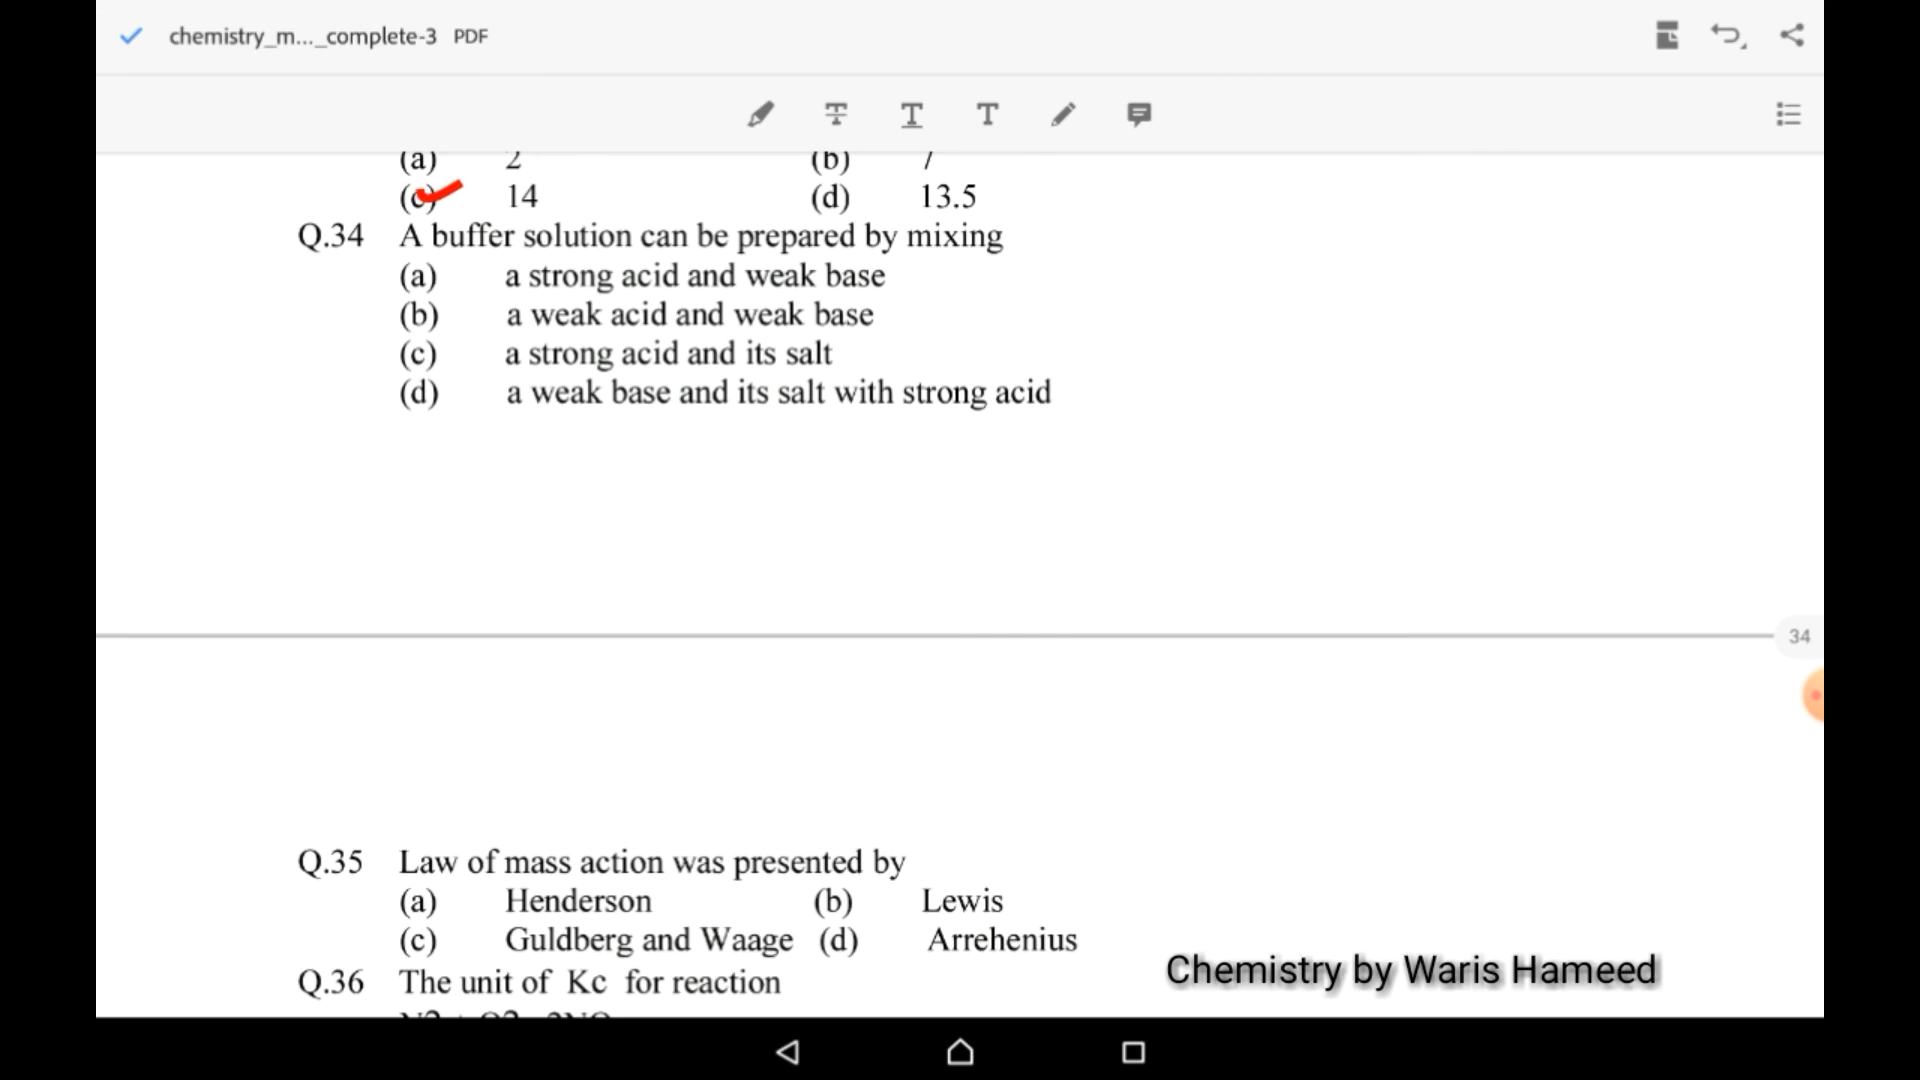 chemistry_m..._complete-3 PDF
(a) 2 (b) 7
(c) 14 (d) 13.5
Q.34 A buffer solution can be prepared by mixing
(a) a strong acid and weak base
(b) a weak acid and weak base
(c) a strong acid and its salt
(d) a weak base and its salt with strong acid
34
Q.35 Law of mass action was presented by
(a) Henderson (b) Lewis
(c) Guldberg and Waage (d) Arrehenius
Q.36 The unit of Kc for reaction
Chemistry by Waris Hameed